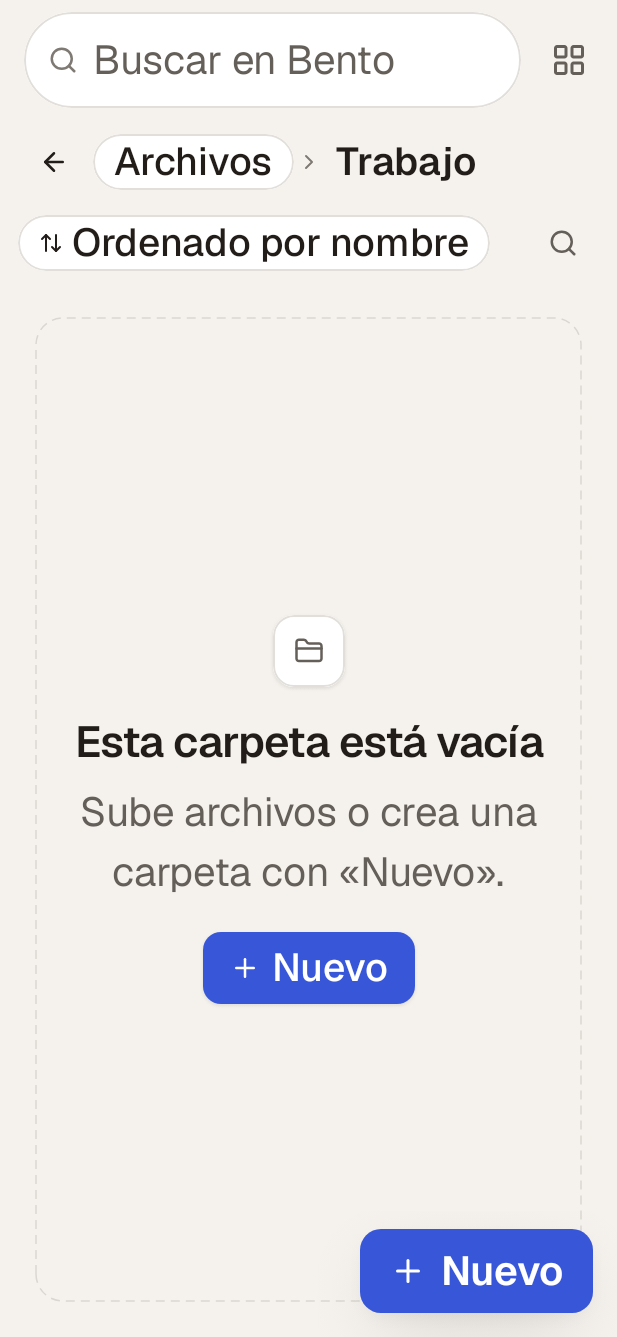 Buscar en Bento
Archivos › Trabajo
Ordenado por nombre
Esta carpeta está vacía
Sube archivos o crea una
carpeta con «Nuevo».
+ Nuevo
+ Nuevo